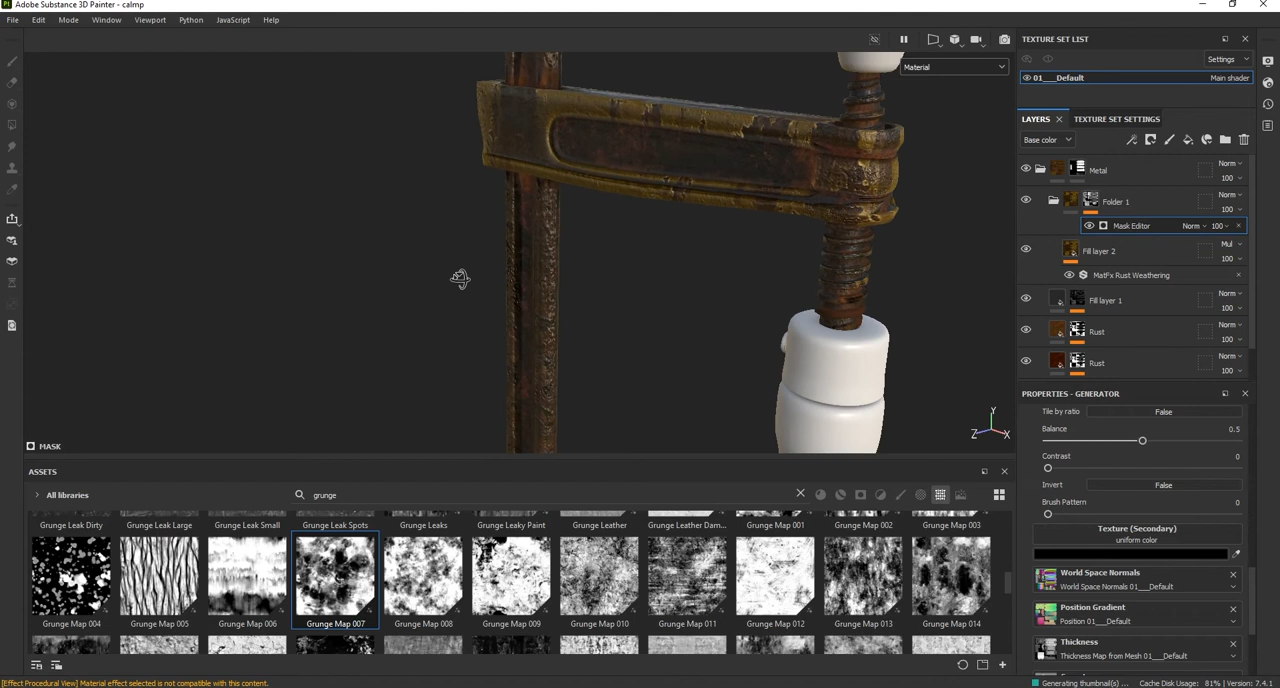 Adobe Substance 3D Painter - calmp
File Edit Mode Window Viewport Python JavaScript Help
Material
Y
Z X
MASK
TEXTURE SET LIST
Settings
01___Default Main shader
LAYERS TEXTURE SET SETTINGS
Base color
Metal Norm 100
Folder 1 Norm 100
Mask Editor Norm 100
Fill layer 2 Mul 100
MatFx Rust Weathering
Fill layer 1 Norm 100
Rust Norm 100
Rust Norm 100
PROPERTIES - GENERATOR
Tile by ratio False
Balance 0.5
Contrast 0
Invert False
Brush Pattern 0
Texture (Secondary)
uniform color
World Space Normals
World Space Normals 01___Default
Position Gradient
Position 01___Default
Thickness
Thickness Map from Mesh 01___Default
ASSETS
All libraries grunge
Grunge Leak Dirty Grunge Leak Large Grunge Leak Small Grunge Leak Spots Grunge Leaks Grunge Leaky Paint Grunge Leather Grunge Leather Dam... Grunge Map 001 Grunge Map 002 Grunge Map 003
Grunge Map 004 Grunge Map 005 Grunge Map 006 Grunge Map 007 Grunge Map 008 Grunge Map 009 Grunge Map 010 Grunge Map 011 Grunge Map 012 Grunge Map 013 Grunge Map 014
[Effect Procedural View] Material effect selected is not compatible with this content. Generating thumbnail(s) ... Cache Disk Usage: 81% | Version: 7.4.1